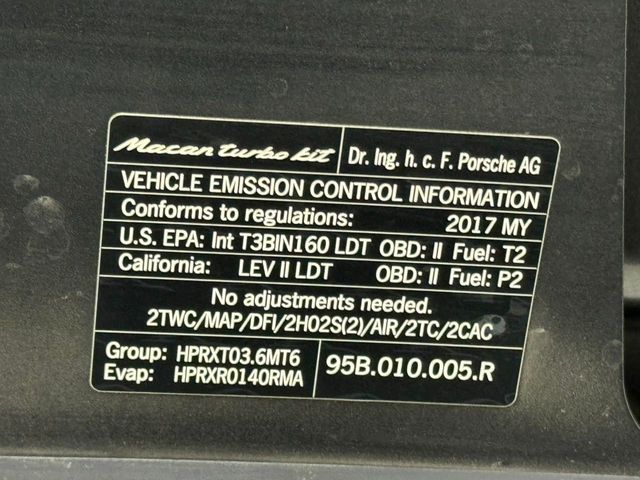 Macan turbo kit
Dr. Ing. h. c. F. Porsche AG
VEHICLE EMISSION CONTROL INFORMATION
Conforms to regulations: 2017 MY
U.S. EPA: Int T3BIN160 LDT OBD: II Fuel: T2
California: LEV II LDT OBD: II Fuel: P2
No adjustments needed.
2TWC/MAP/DFI/2H02S(2)/AIR/2TC/2CAC
Group: HPRXT03.6MT6
Evap: HPRXR0140RMA
95B.010.005.R